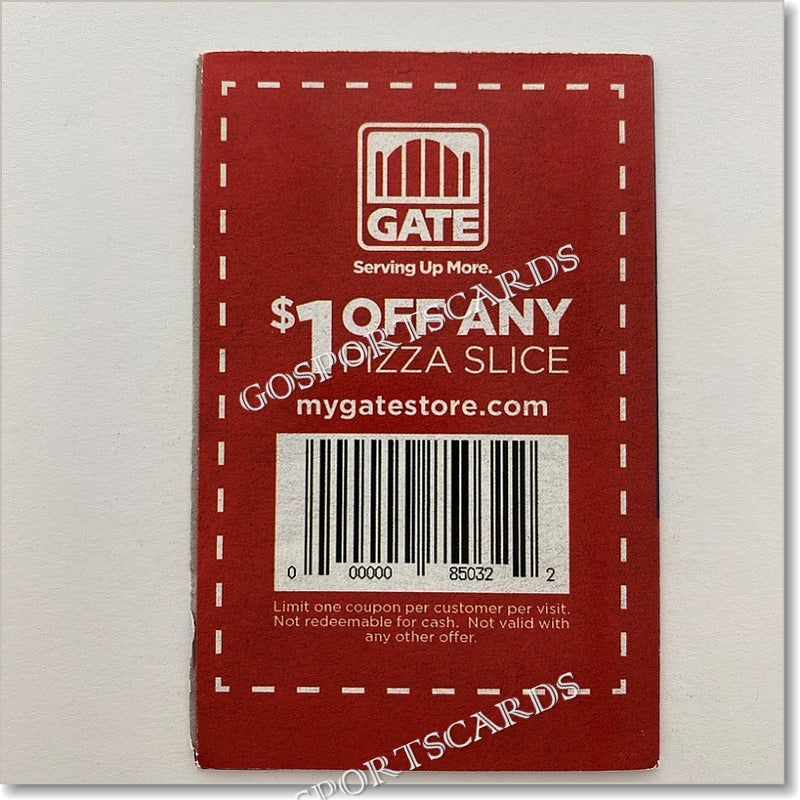 GATE
Serving Up More.
$1 OFF ANY
PIZZA SLICE
mygatestore.com
0 00000 85032 2
Limit one coupon per customer per visit.
Not redeemable for cash. Not valid with
any other offer.
GOSPORTSCARDS
SPORTSCARDS